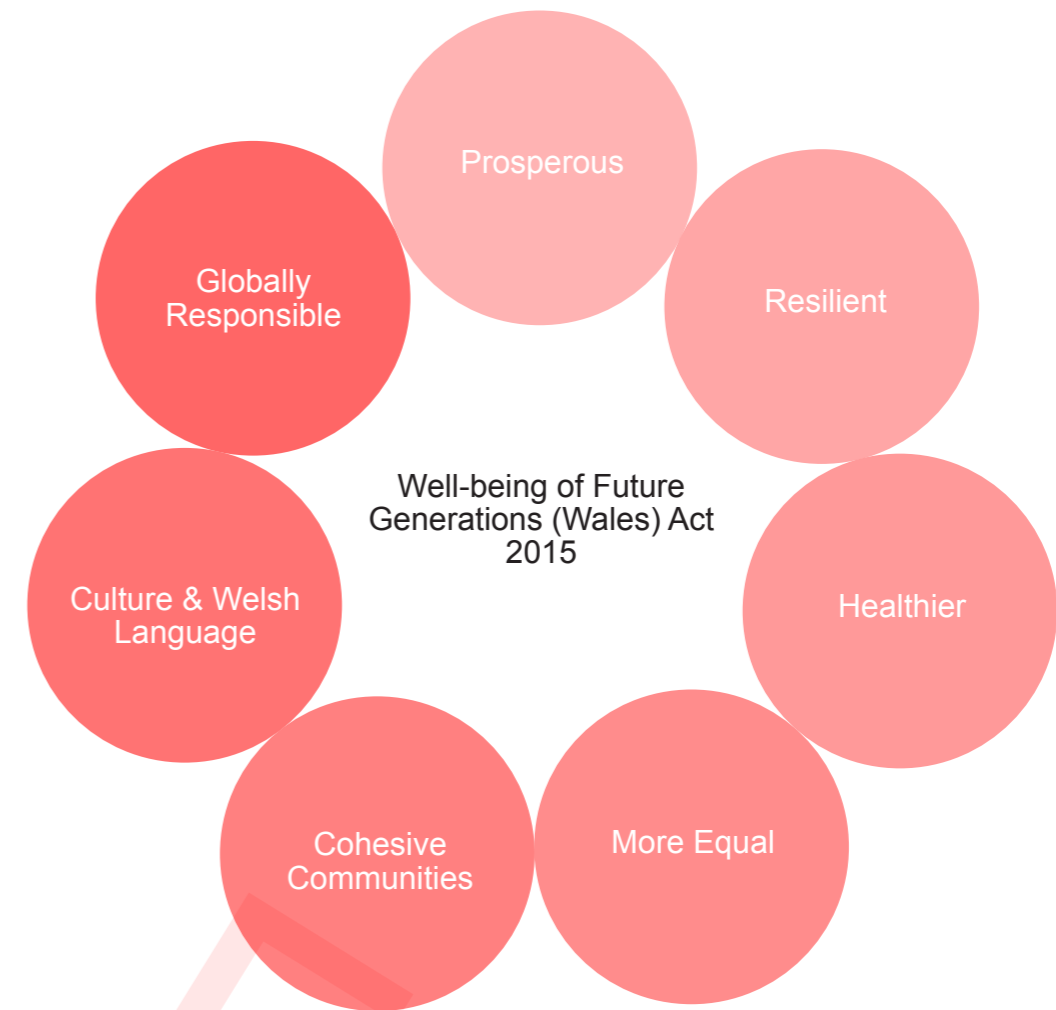 Prosperous
Resilient
Healthier
More Equal
Cohesive
Communities
Culture & Welsh
Language
Globally
Responsible
Well-being of Future
Generations (Wales) Act
2015